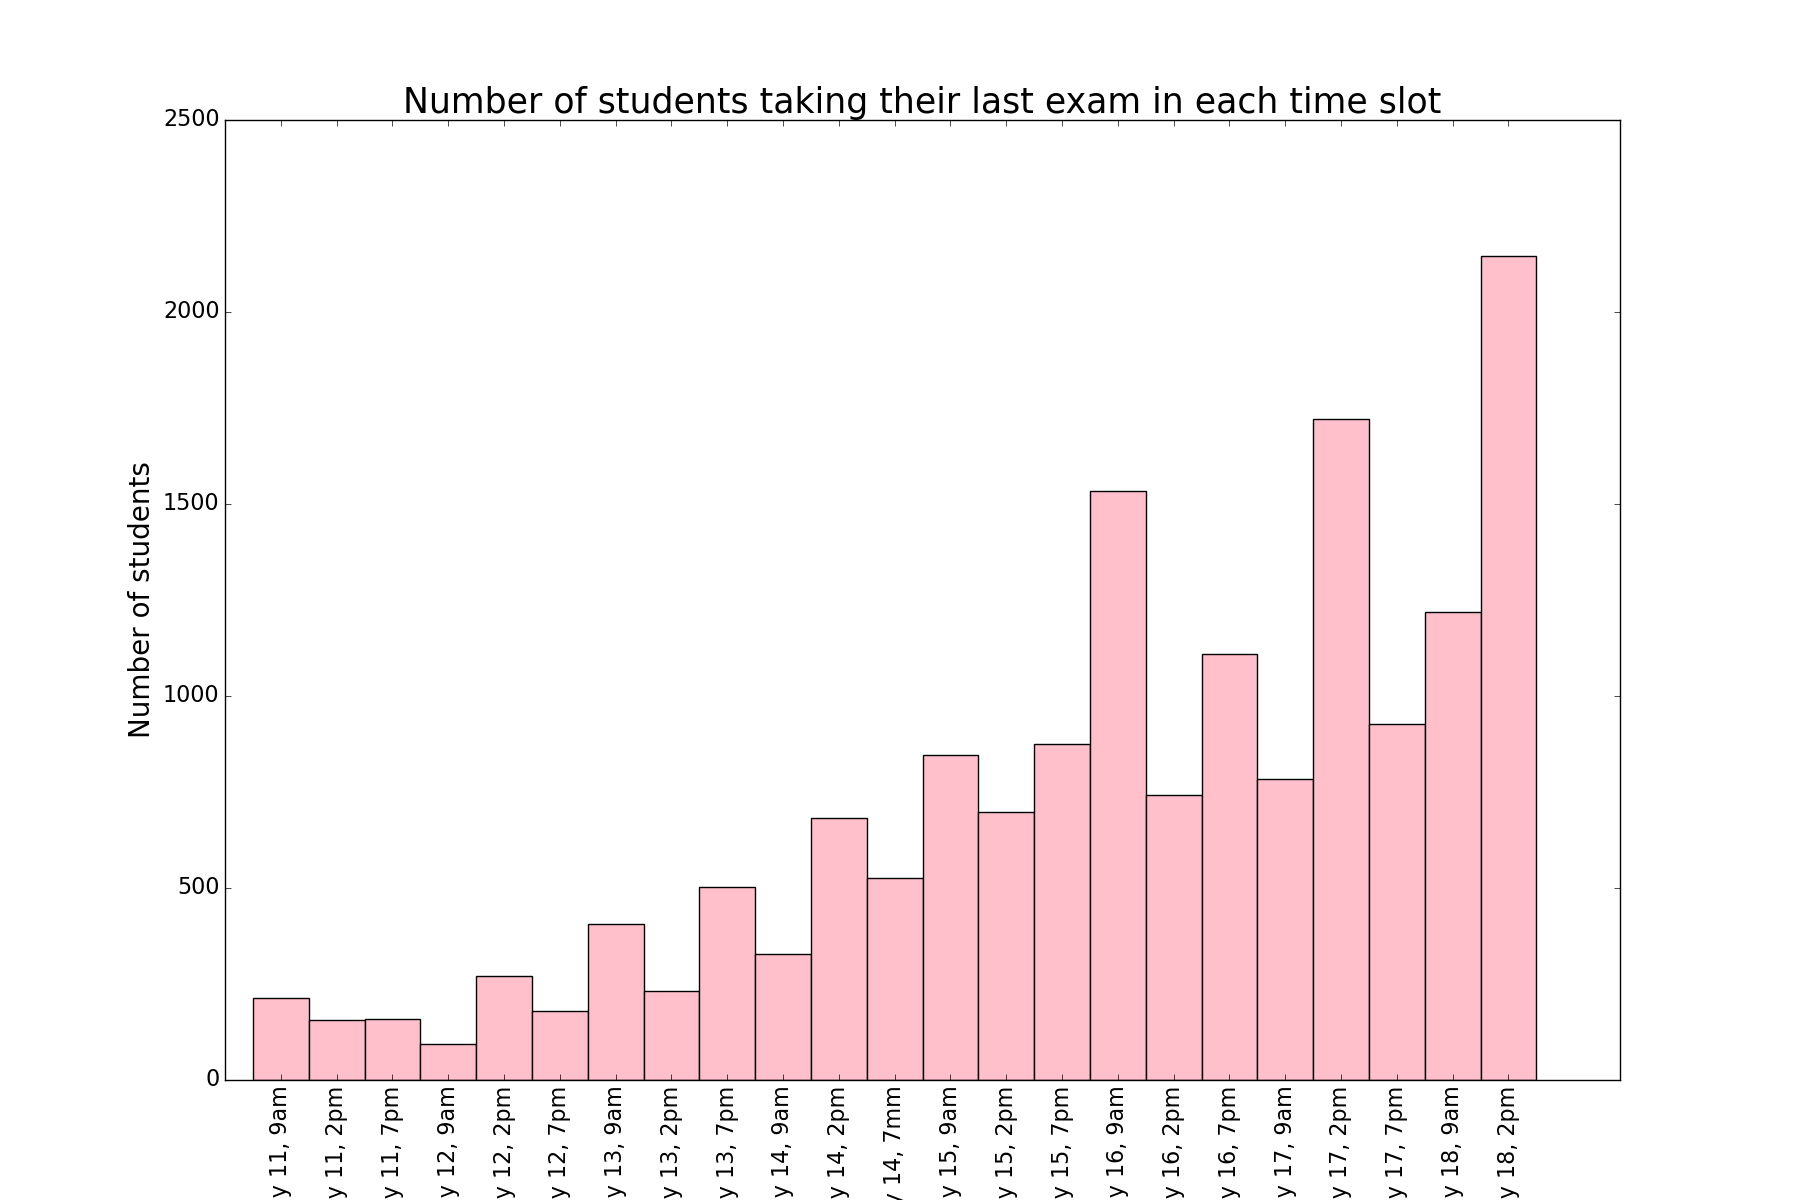 Number of students taking their last exam in each time slot
Number of students
2500
2000
1500
1000
500
0
y 11, 9am
y 11, 2pm
y 11, 7pm
y 12, 9am
y 12, 2pm
y 12, 7pm
y 13, 9am
y 13, 2pm
y 13, 7pm
y 14, 9am
y 14, 2pm
y 14, 7mm
y 15, 9am
y 15, 2pm
y 15, 7pm
y 16, 9am
y 16, 2pm
y 16, 7pm
y 17, 9am
y 17, 2pm
y 17, 7pm
y 18, 9am
y 18, 2pm